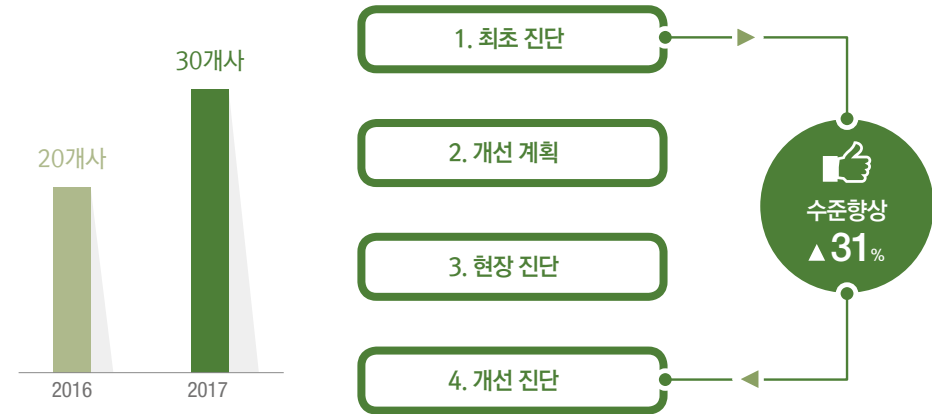 30개사
20개사
2016
2017
1. 최초 진단
2. 개선 계획
3. 현장 진단
4. 개선 진단
수준향상
▲31%